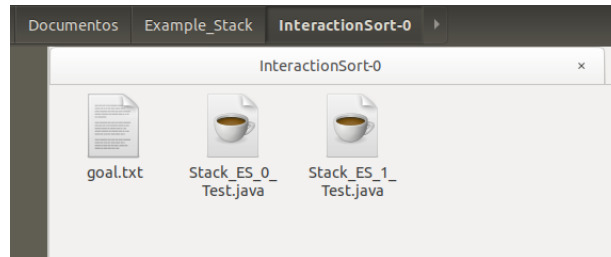 Documentos Example_Stack InteractionSort-0
InteractionSort-0 ×
goal.txt Stack_ES_0_ Stack_ES_1_
Test.java Test.java